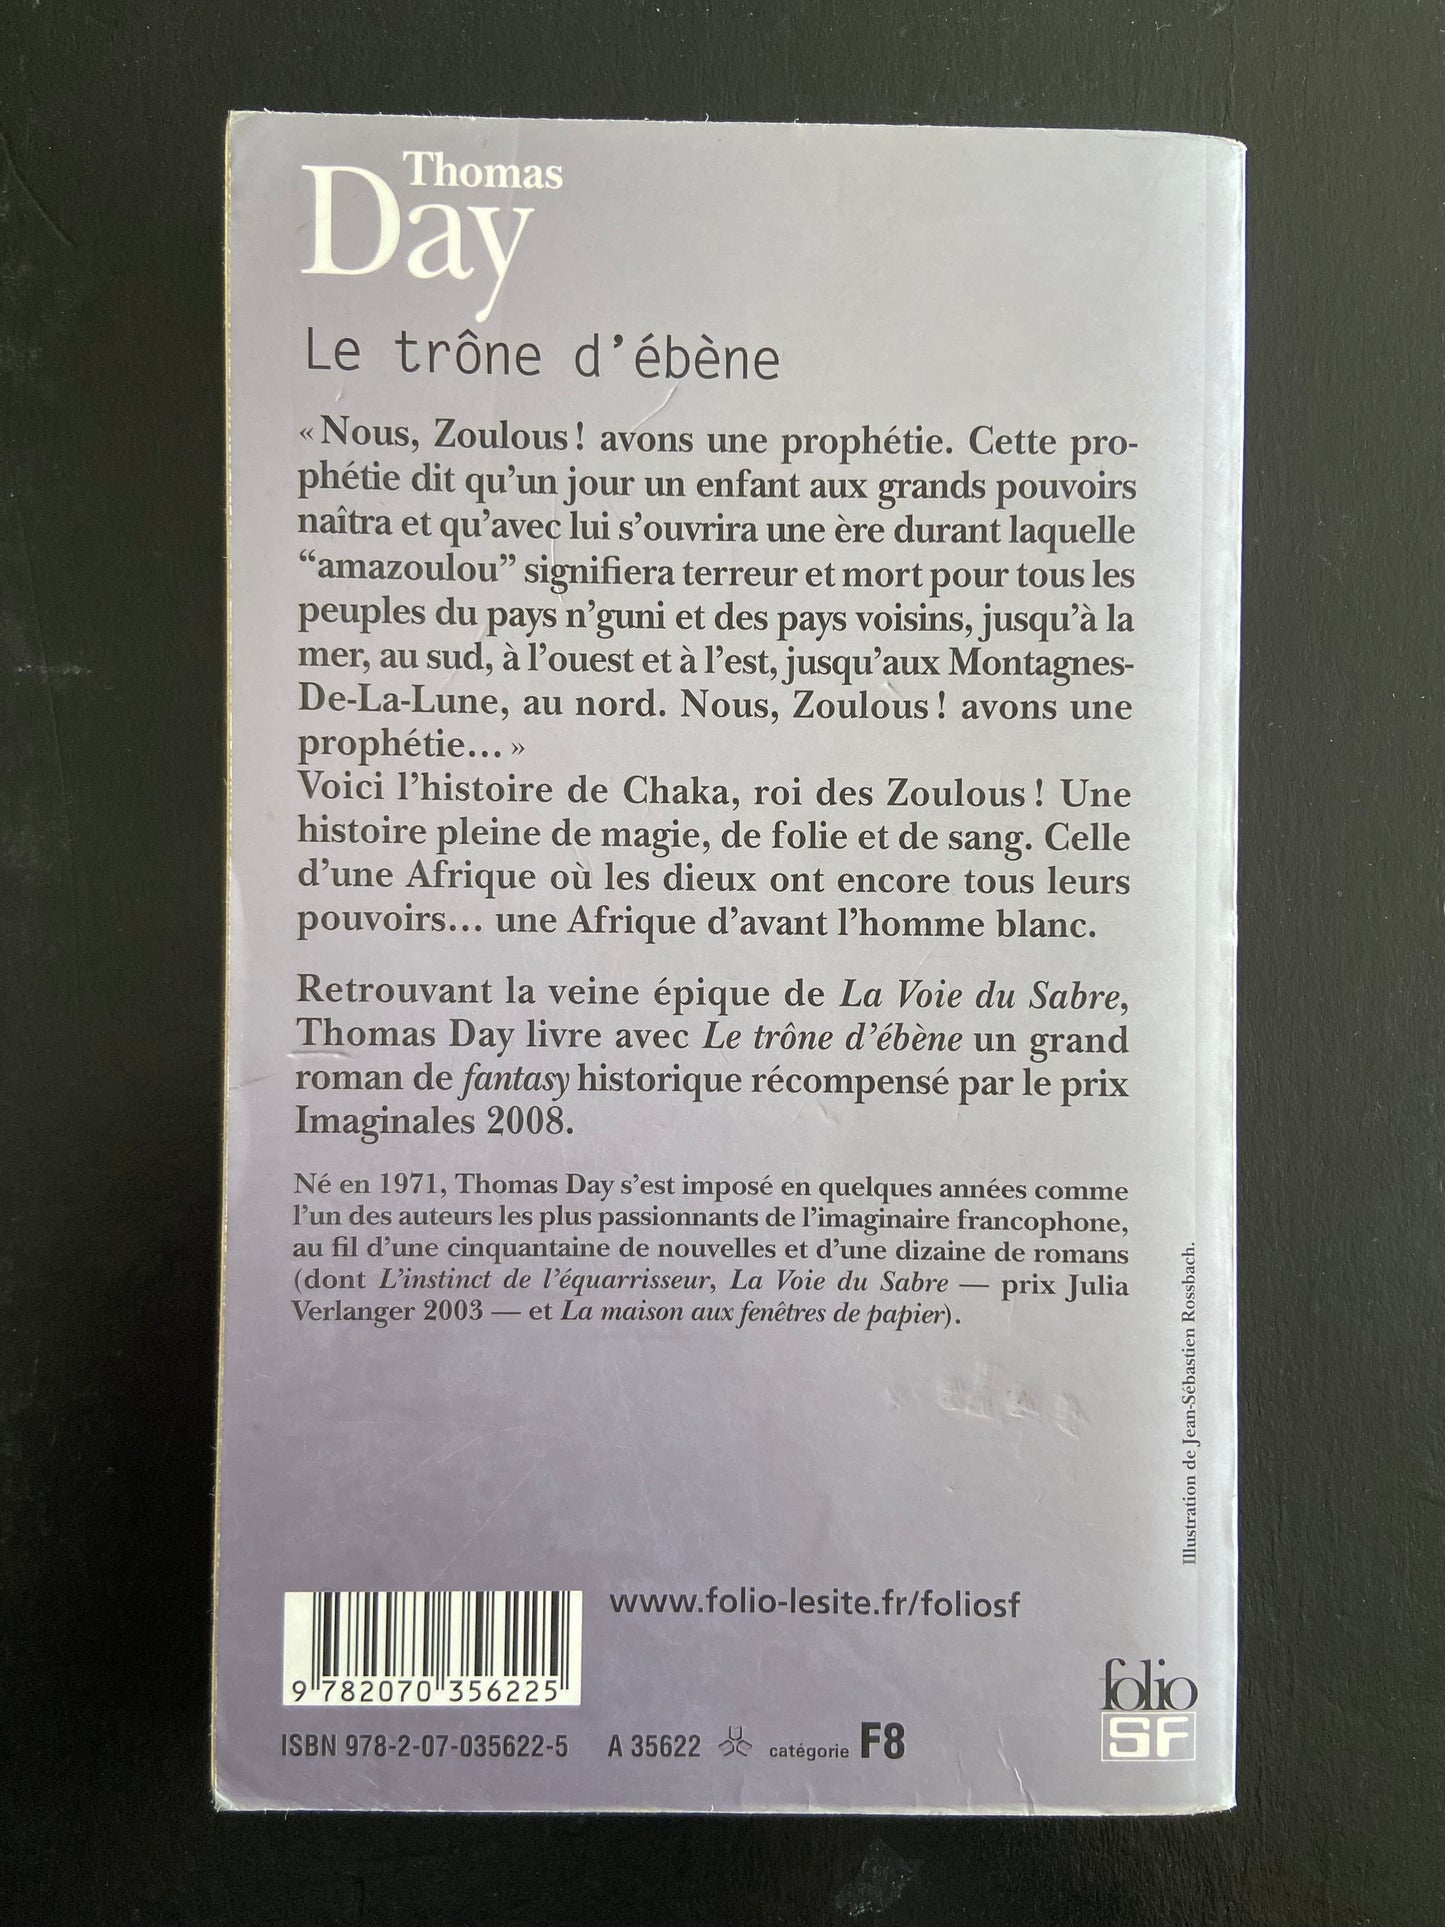 Thomas
Day
Le trône d'ébène
« Nous, Zoulous ! avons une prophétie. Cette pro-
phétie dit qu'un jour un enfant aux grands pouvoirs
naîtra et qu'avec lui s'ouvrira une ère durant laquelle
“amazoulou” signifiera terreur et mort pour tous les
peuples du pays n'guni et des pays voisins, jusqu'à la
mer, au sud, à l'ouest et à l'est, jusqu'aux Montagnes-
De-La-Lune, au nord. Nous, Zoulous ! avons une
prophétie... »
Voici l'histoire de Chaka, roi des Zoulous ! Une
histoire pleine de magie, de folie et de sang. Celle
d'une Afrique où les dieux ont encore tous leurs
pouvoirs... une Afrique d'avant l'homme blanc.
Retrouvant la veine épique de La Voie du Sabre,
Thomas Day livre avec Le trône d'ébène un grand
roman de fantasy historique récompensé par le prix
Imaginales 2008.
Né en 1971, Thomas Day s'est imposé en quelques années comme
l'un des auteurs les plus passionnants de l'imaginaire francophone,
au fil d'une cinquantaine de nouvelles et d'une dizaine de romans
(dont L'instinct de l'équarrisseur, La Voie du Sabre — prix Julia
Verlanger 2003 — et La maison aux fenêtres de papier).
Illustration de Jean-Sébastien Rossbach.
www.folio-lesite.fr/foliosf
9 782070 356225
ISBN 978-2-07-035622-5 A 35622 catégorie F8
folio
SF